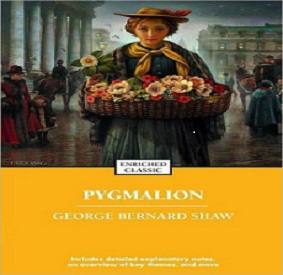 ENRICHED
CLASSIC
PYGMALION
GEORGE BERNARD SHAW
Includes detailed explanatory notes,
an overview of key themes, and more